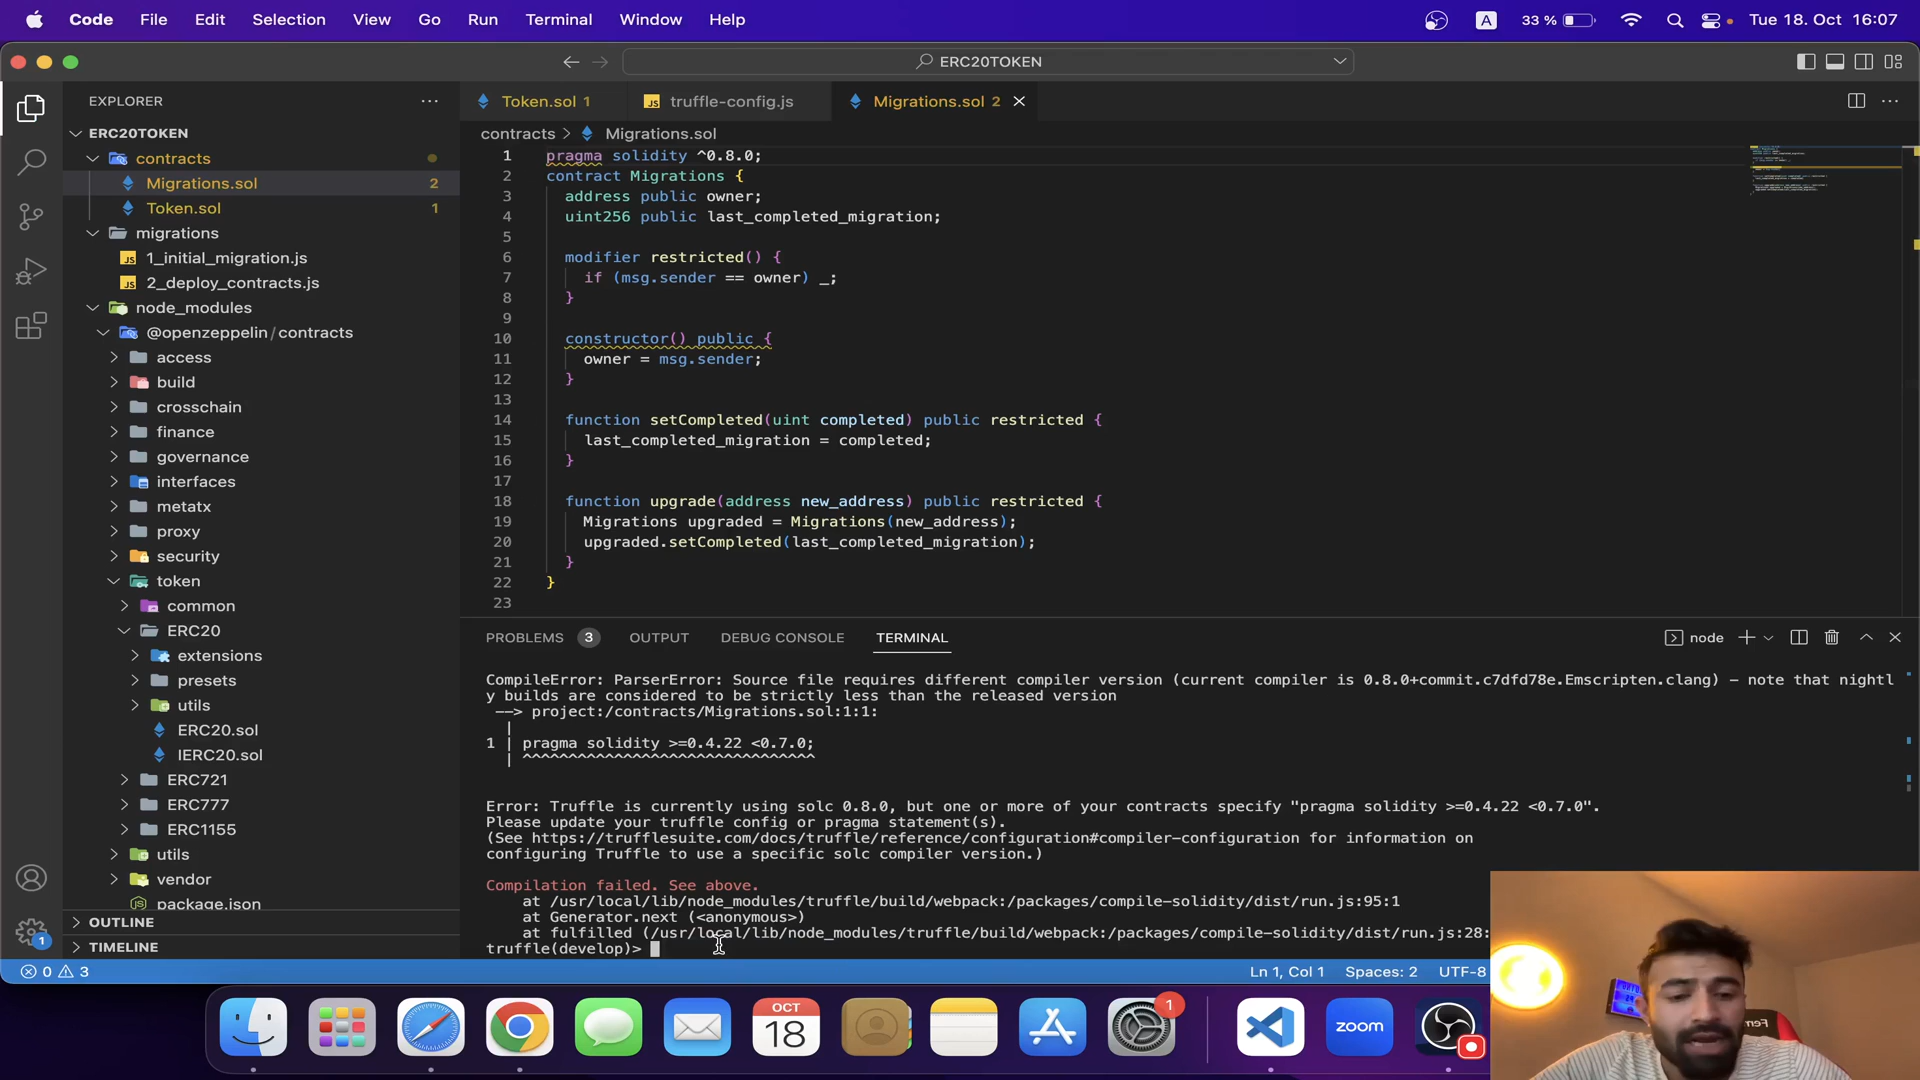 Code File Edit Selection View Go Run Terminal Window Help A 33 % Tue 18. Oct 16:07
ERC20TOKEN
EXPLORER
Token.sol 1
truffle-config.js
Migrations.sol 2
contracts > Migrations.sol
ERC20TOKEN
contracts
Migrations.sol 2
Token.sol 1
migrations
1_initial_migration.js
2_deploy_contracts.js
node_modules
@openzeppelin/contracts
access
build
crosschain
finance
governance
interfaces
metatx
proxy
security
token
common
ERC20
extensions
presets
utils
ERC20.sol
IERC20.sol
ERC721
ERC777
ERC1155
utils
vendor
package.json
OUTLINE
TIMELINE
1 pragma solidity ^0.8.0;
2 contract Migrations {
3 address public owner;
4 uint256 public last_completed_migration;
5
6 modifier restricted() {
7 if (msg.sender == owner) _;
8 }
9
10 constructor() public {
11 owner = msg.sender;
12 }
13
14 function setCompleted(uint completed) public restricted {
15 last_completed_migration = completed;
16 }
17
18 function upgrade(address new_address) public restricted {
19 Migrations upgraded = Migrations(new_address);
20 upgraded.setCompleted(last_completed_migration);
21 }
22 }
23
PROBLEMS 3 OUTPUT DEBUG CONSOLE TERMINAL node
CompileError: ParserError: Source file requires different compiler version (current compiler is 0.8.0+commit.c7dfd78e.Emscripten.clang) - note that nightl
y builds are considered to be strictly less than the released version
--> project:/contracts/Migrations.sol:1:1:
|
1 | pragma solidity >=0.4.22 <0.7.0;
| ^^^^^^^^^^^^^^^^^^^^^^^^^^^^^^^^
Error: Truffle is currently using solc 0.8.0, but one or more of your contracts specify "pragma solidity >=0.4.22 <0.7.0".
Please update your truffle config or pragma statement(s).
(See https://trufflesuite.com/docs/truffle/reference/configuration#compiler-configuration for information on
configuring Truffle to use a specific solc compiler version.)
Compilation failed. See above.
at /usr/local/lib/node_modules/truffle/build/webpack:/packages/compile-solidity/dist/run.js:95:1
at Generator.next (<anonymous>)
at fulfilled (/usr/local/lib/node_modules/truffle/build/webpack:/packages/compile-solidity/dist/run.js:28:
truffle(develop)>
0 3 Ln 1, Col 1 Spaces: 2 UTF-8
1
OCT
18
1
zoom